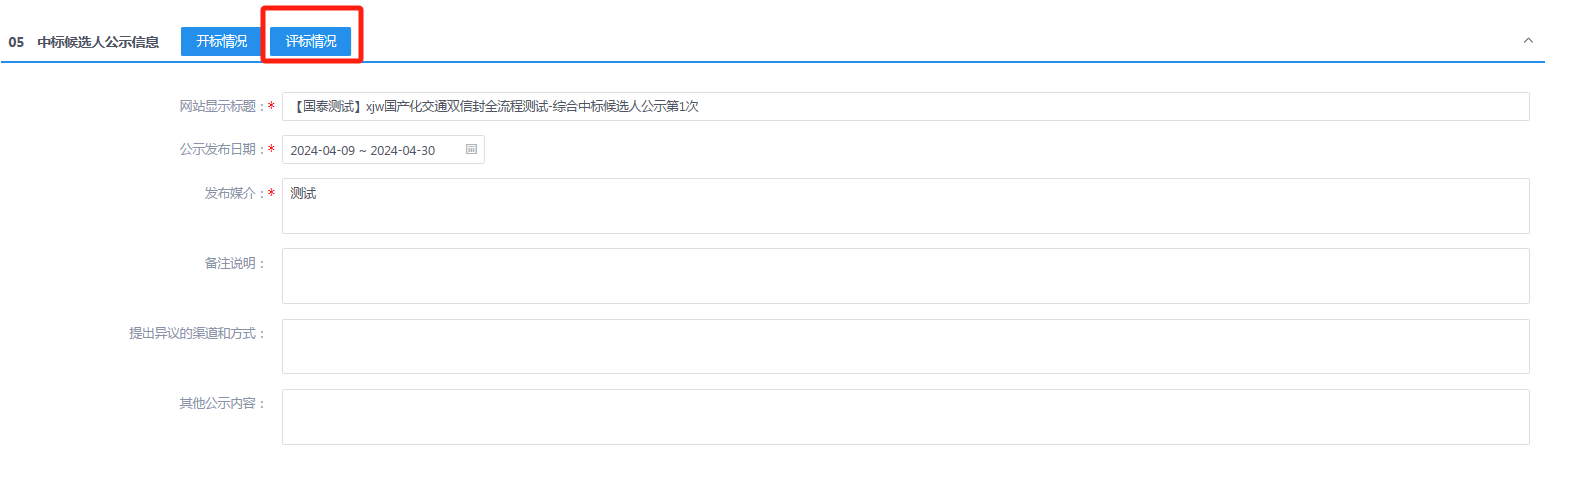 05 中标候选人公示信息 开标情况 评标情况
网站显示标题：* 【国泰测试】xjw国产化交通双信封全流程测试-综合中标候选人公示第1次
公示发布日期：* 2024-04-09 ~ 2024-04-30
发布媒介：* 测试
备注说明：
提出异议的渠道和方式：
其他公示内容：